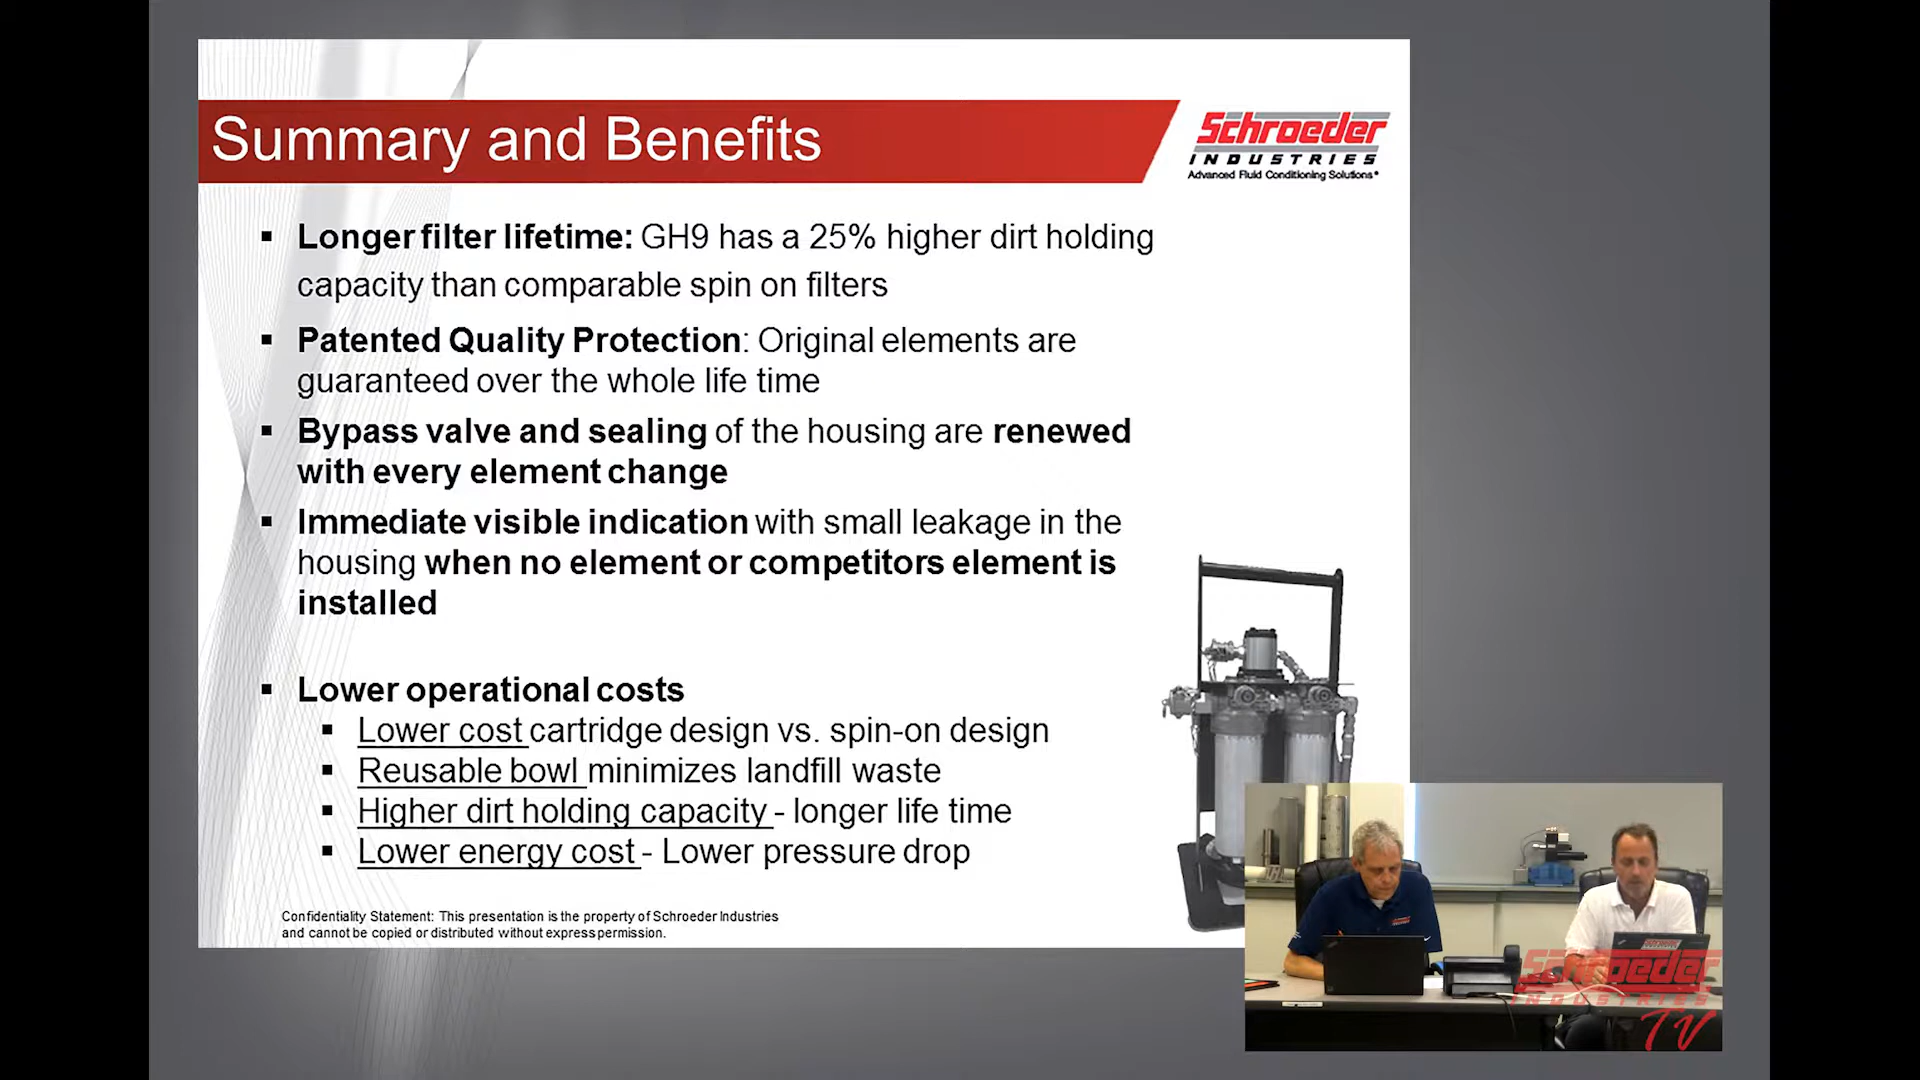 Summary and Benefits
Schroeder
INDUSTRIES
Advanced Fluid Conditioning Solutions®
▪ Longer filter lifetime: GH9 has a 25% higher dirt holding
capacity than comparable spin on filters
▪ Patented Quality Protection: Original elements are
guaranteed over the whole life time
▪ Bypass valve and sealing of the housing are renewed
with every element change
▪ Immediate visible indication with small leakage in the
housing when no element or competitors element is
installed
▪ Lower operational costs
▪ Lower cost cartridge design vs. spin-on design
▪ Reusable bowl minimizes landfill waste
▪ Higher dirt holding capacity - longer life time
▪ Lower energy cost - Lower pressure drop
Confidentiality Statement: This presentation is the property of Schroeder Industries
and cannot be copied or distributed without express permission.
Schroeder
INDUSTRIES
TV